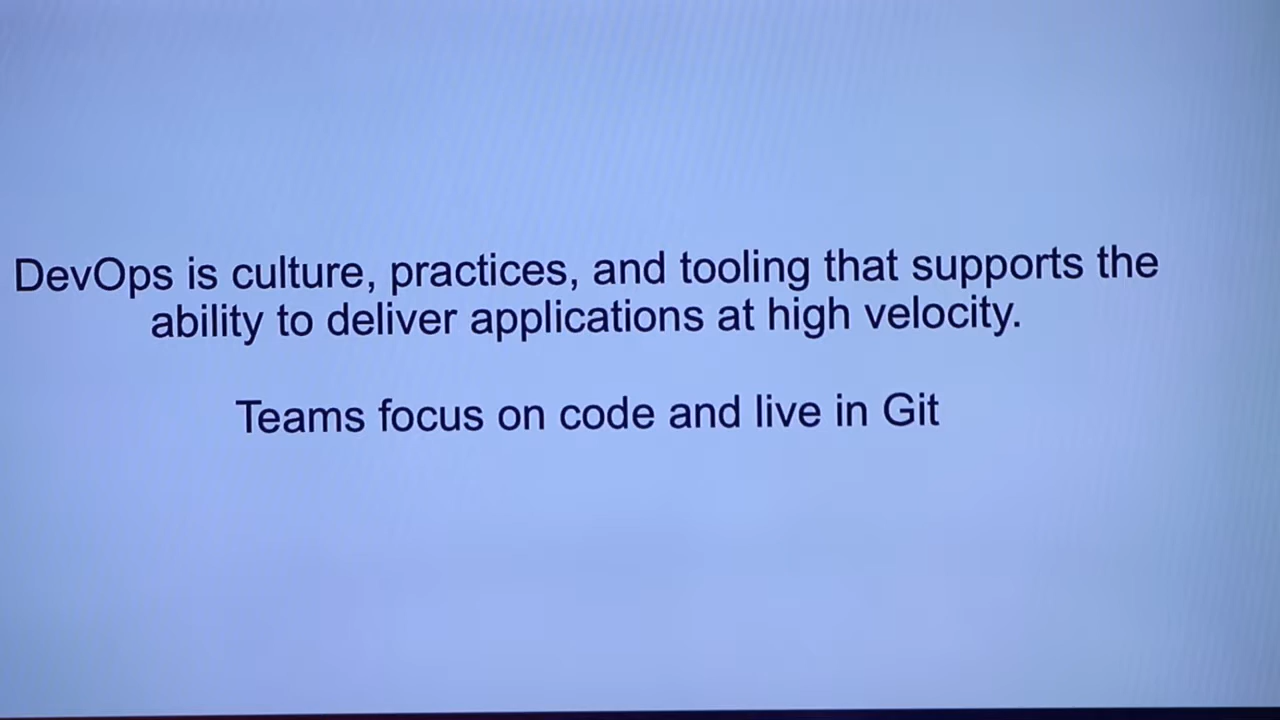 DevOps is culture, practices, and tooling that supports the
ability to deliver applications at high velocity.
Teams focus on code and live in Git